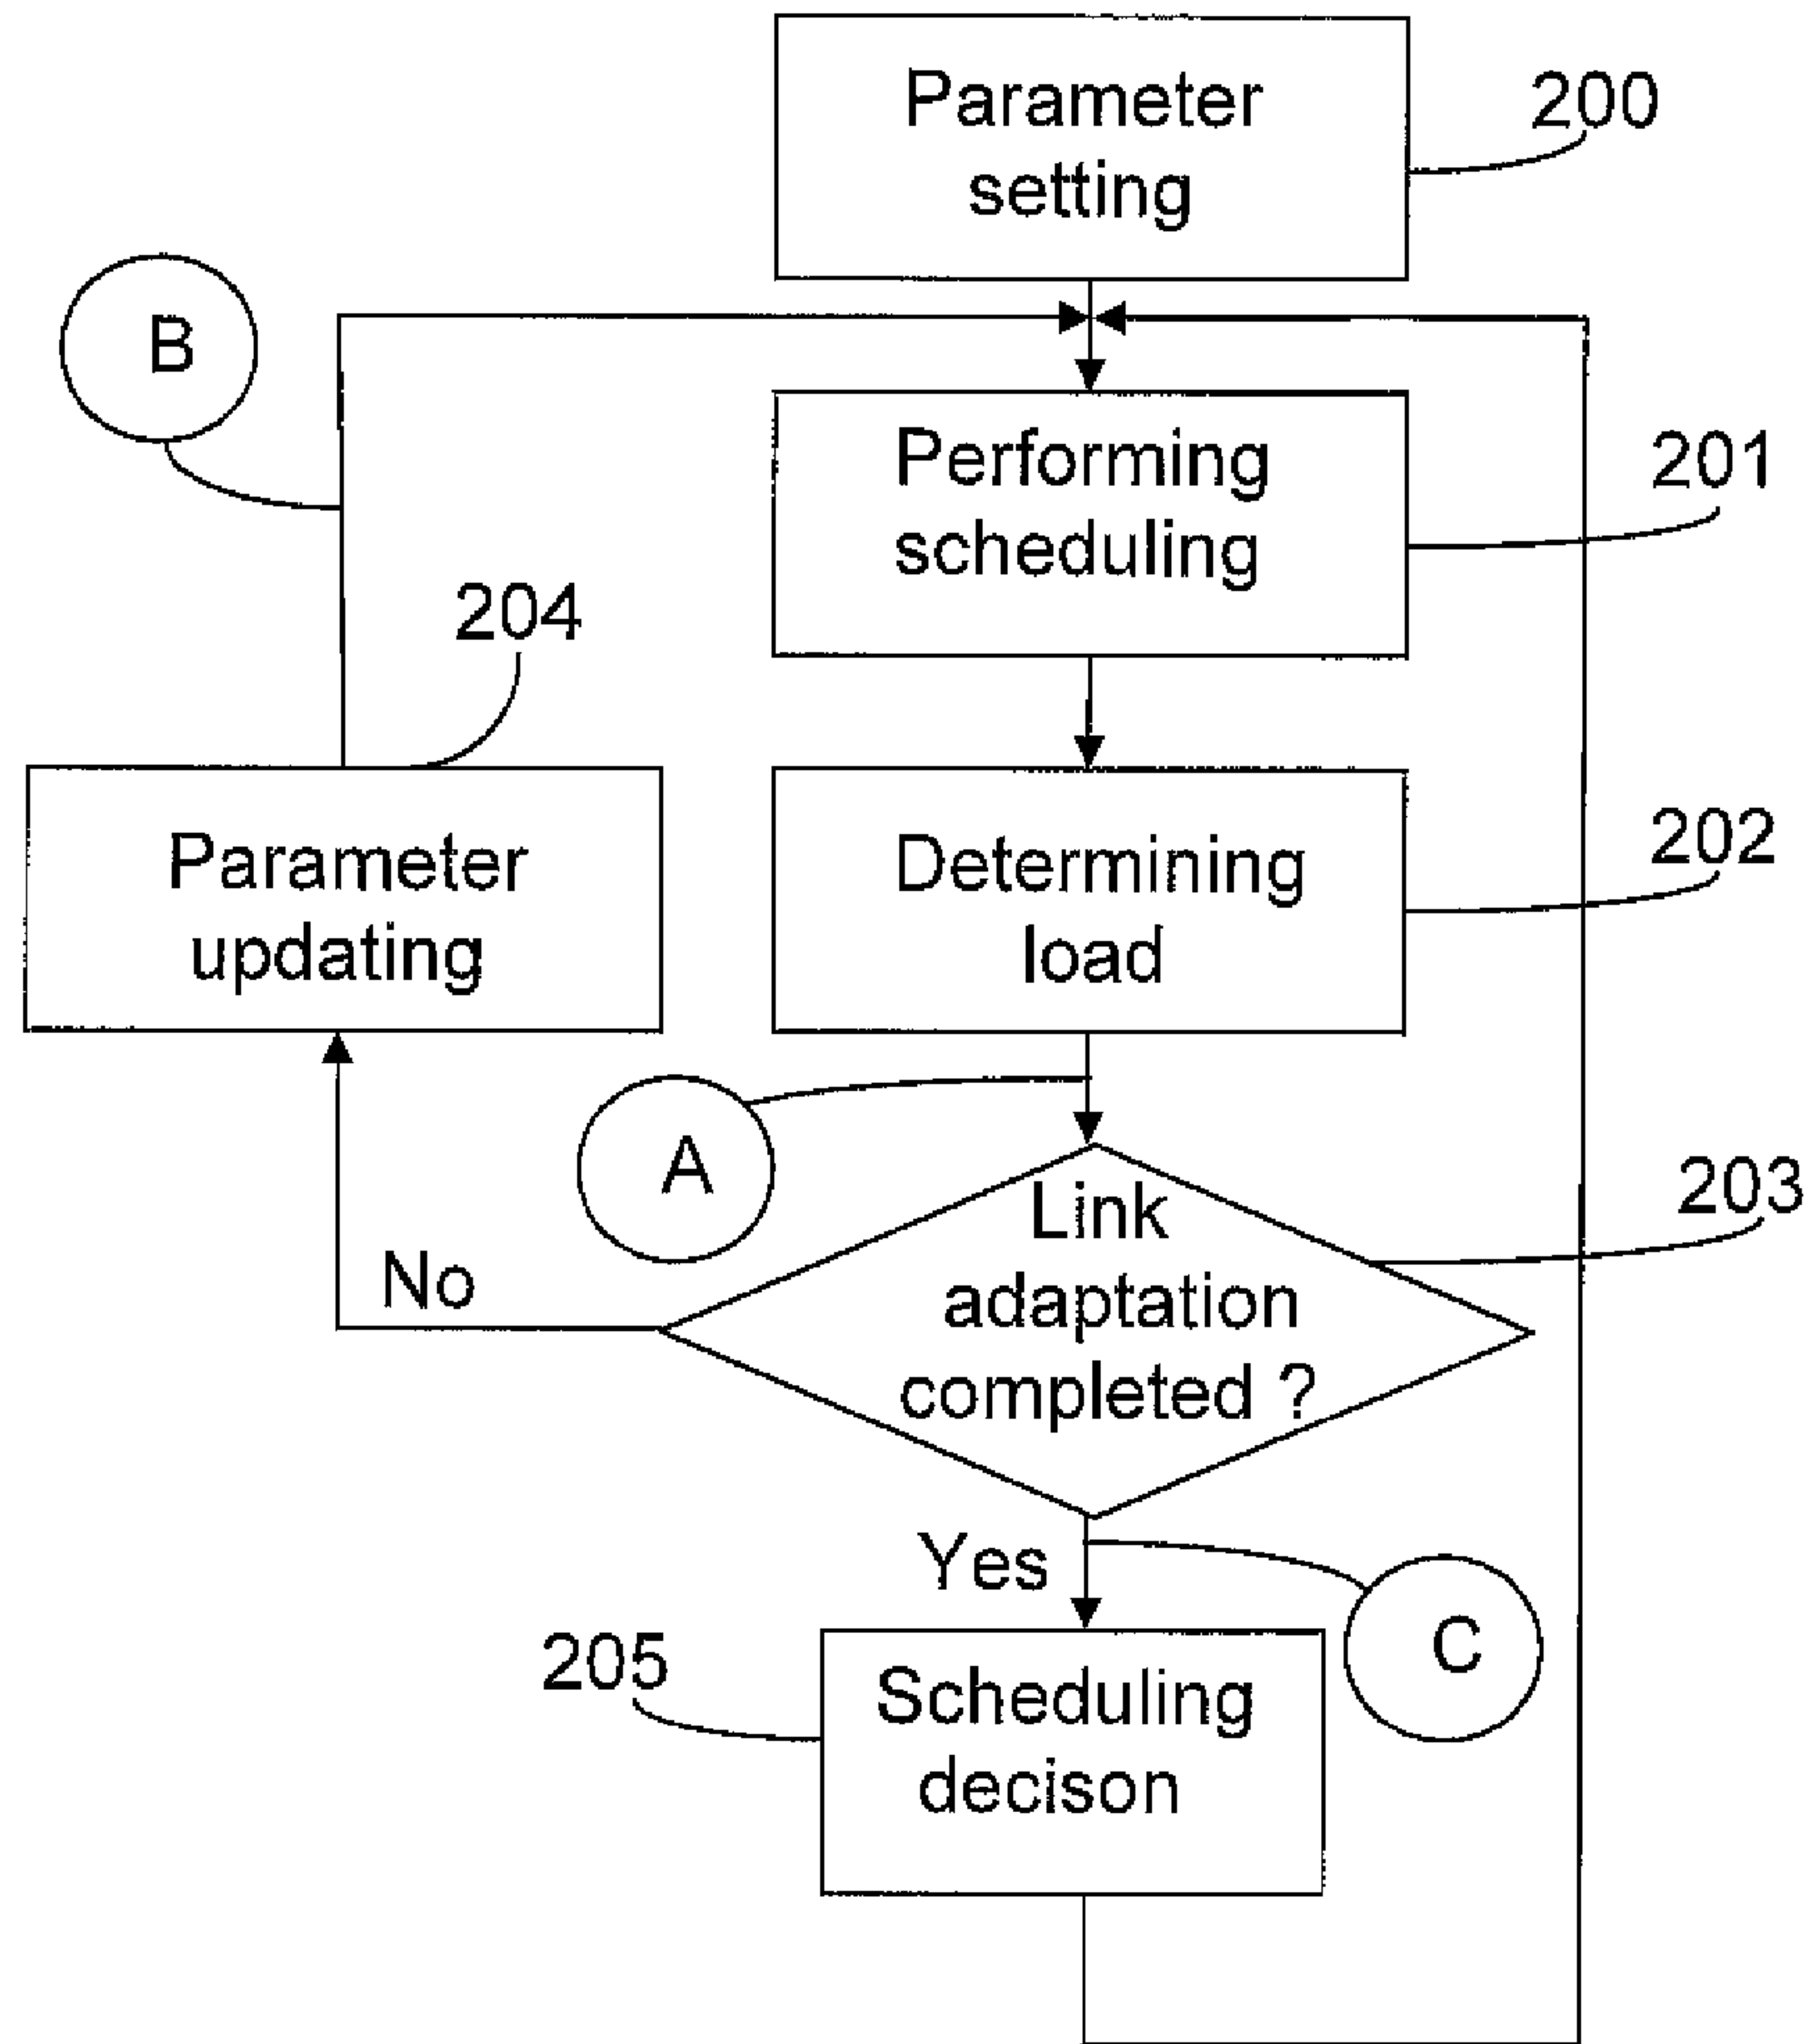 Parameter
setting
200
B
Performing
scheduling
201
204
Parameter
updating
Determining
load
202
A
Link
adaptation
completed ?
203
No
Yes
C
205
Scheduling
decison